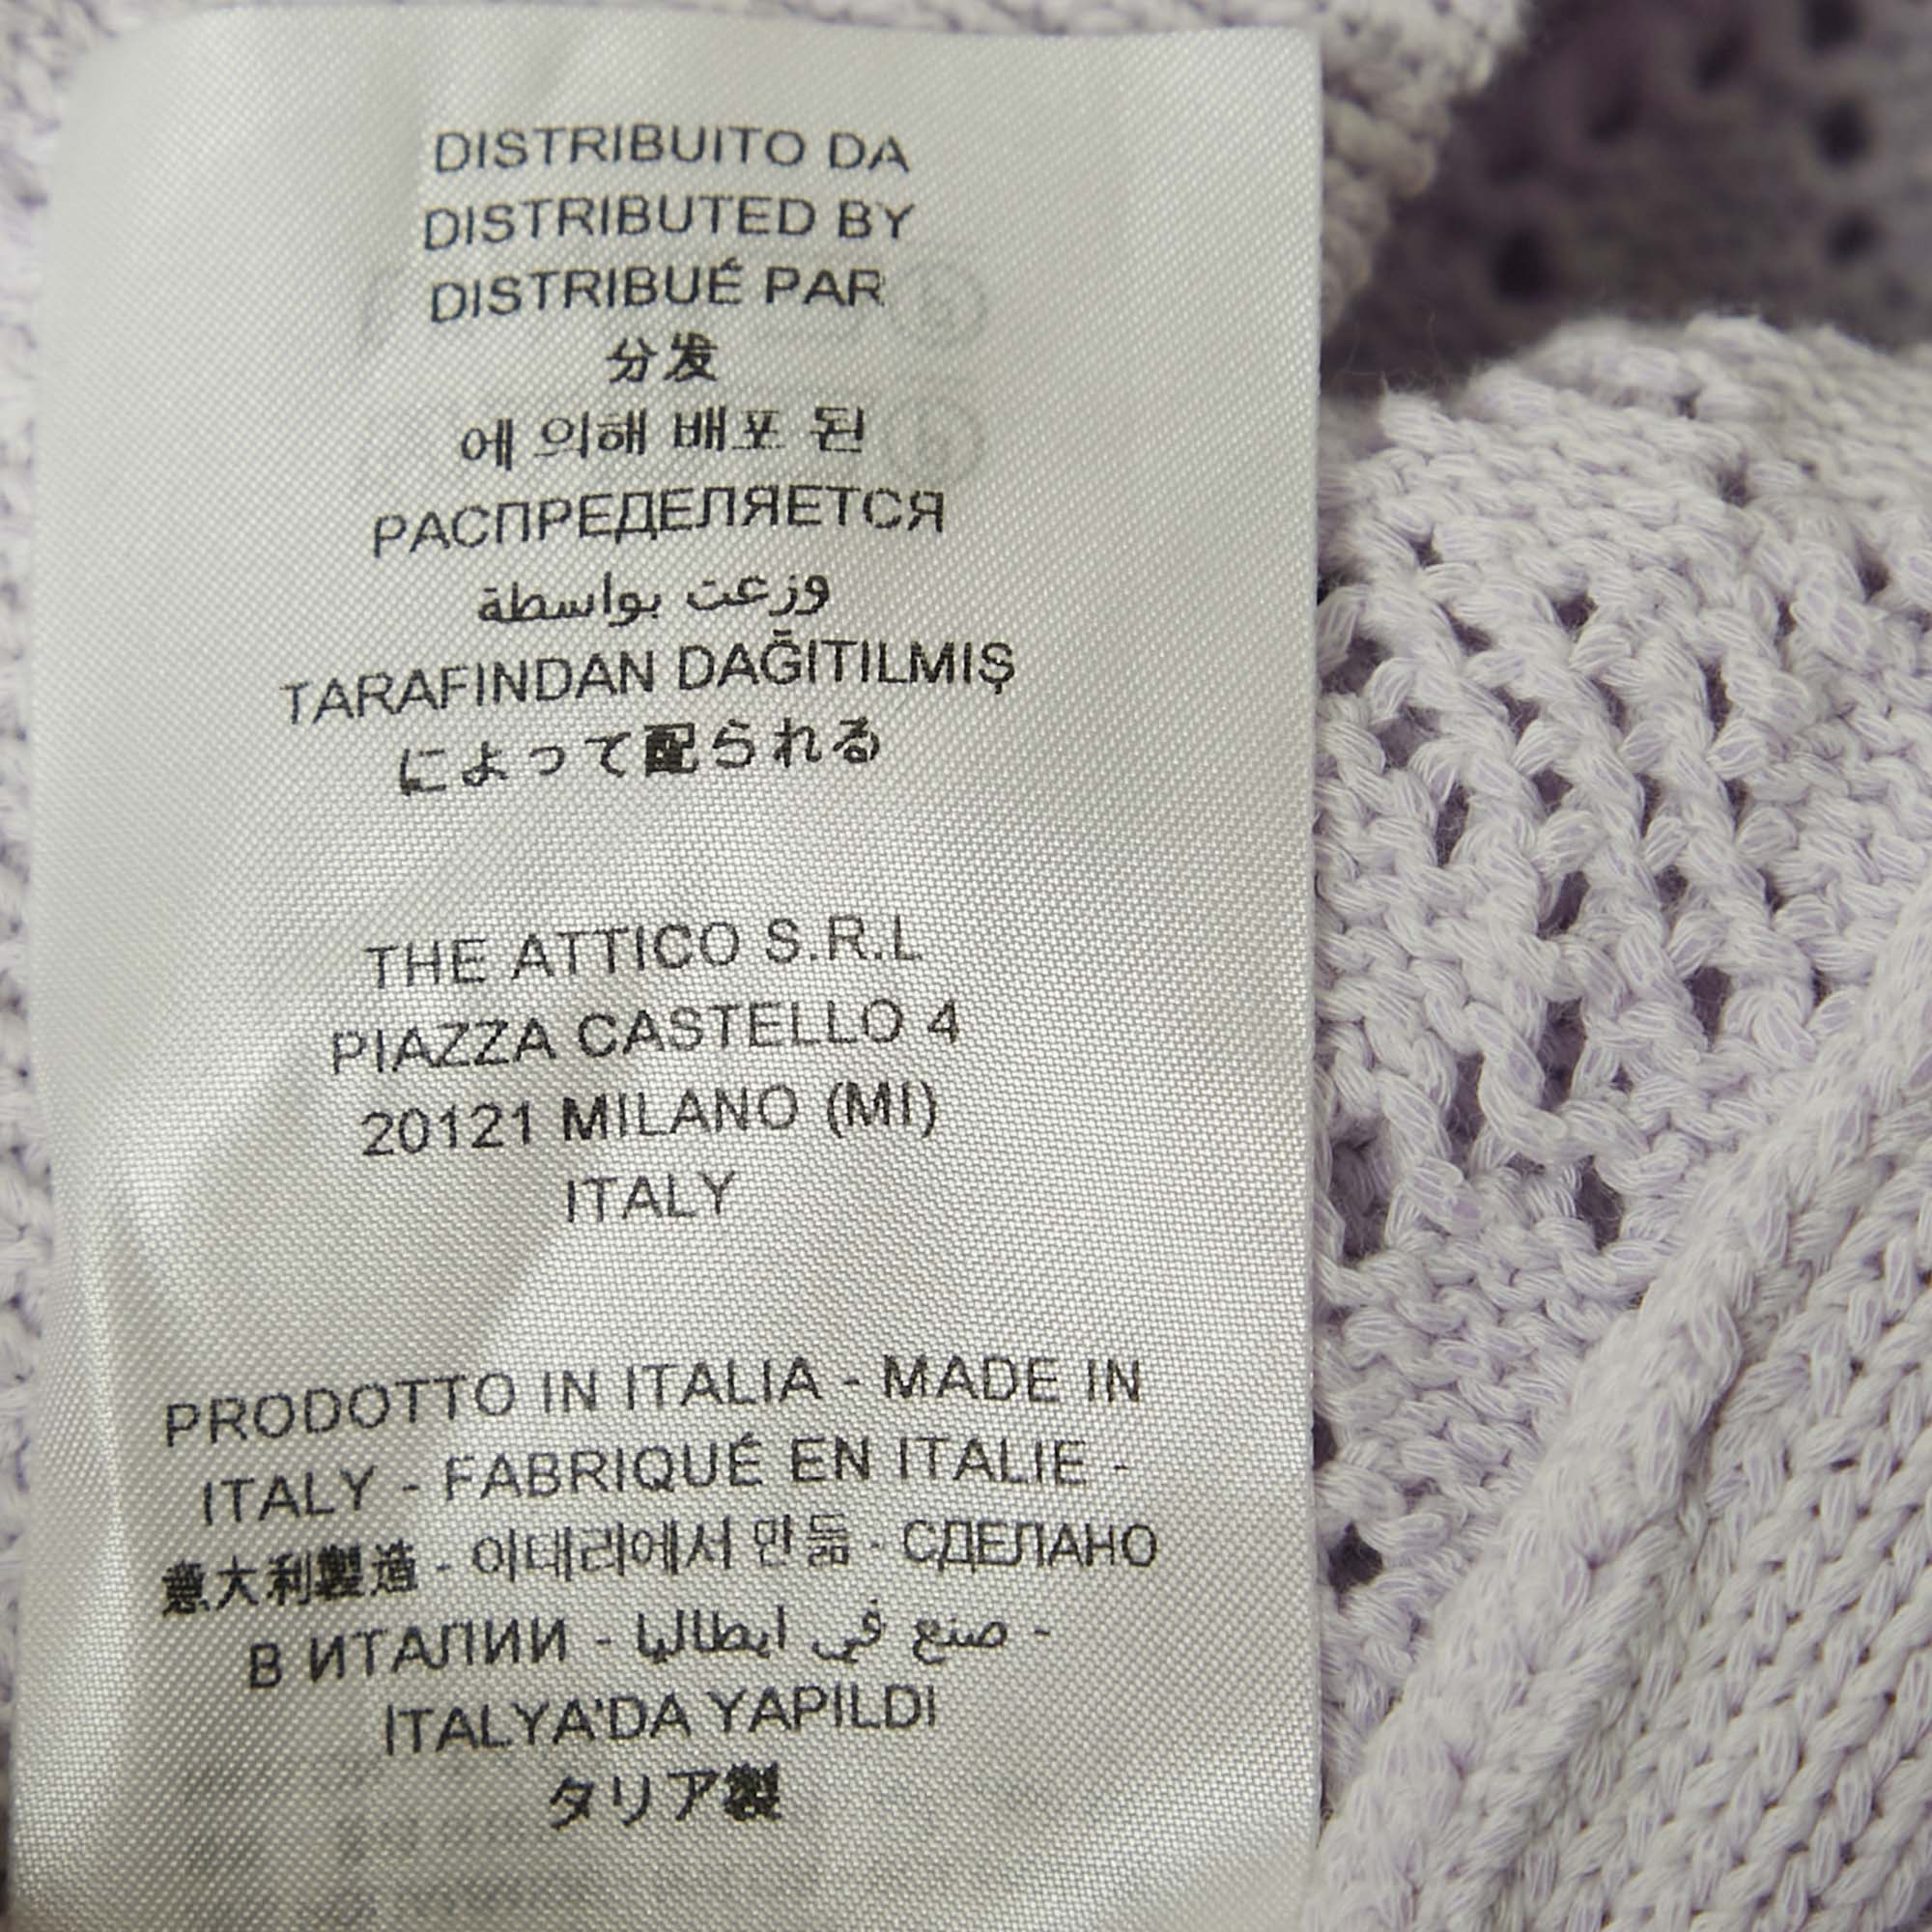 DISTRIBUITO DA
DISTRIBUTED BY
DISTRIBUÉ PAR
分发
에 의해 배포 된
РАСПРЕДЕЛЯЕТСЯ
وزعت بواسطة
TARAFINDAN DAĞITILMIŞ
によって配られる
THE ATTICO S.R.L
PIAZZA CASTELLO 4
20121 MILANO (MI)
ITALY
PRODOTTO IN ITALIA - MADE IN
ITALY - FABRIQUÉ EN ITALIE -
意大利製造 - 이태리에서 만듦 - СДЕЛАНО
В ИТАЛИИ - صنع في ايطاليا -
ITALYA'DA YAPILDI
タリア製